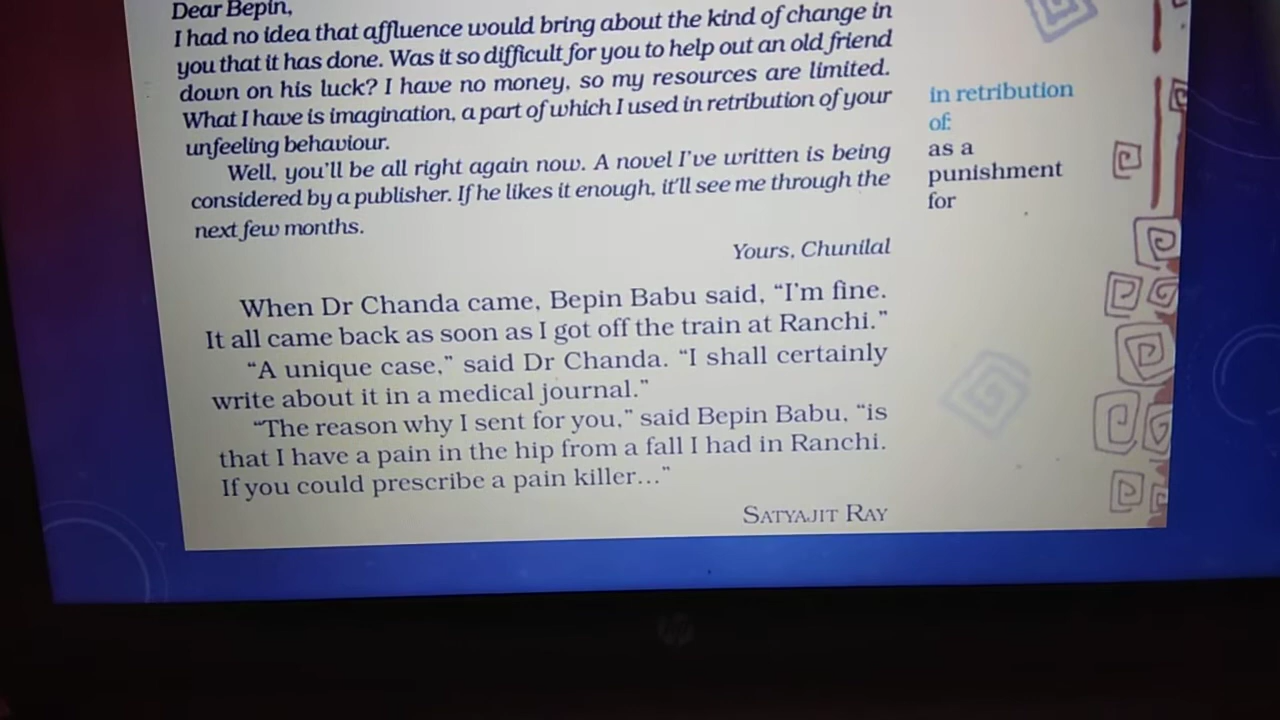 Dear Bepin,
I had no idea that affluence would bring about the kind of change in
you that it has done. Was it so difficult for you to help out an old friend
down on his luck? I have no money, so my resources are limited.
What I have is imagination, a part of which I used in retribution of your
unfeeling behaviour.
Well, you'll be all right again now. A novel I've written is being
considered by a publisher. If he likes it enough, it'll see me through the
next few months.
Yours, Chunilal
When Dr Chanda came, Bepin Babu said, “I'm fine.
It all came back as soon as I got off the train at Ranchi.”
“A unique case,” said Dr Chanda. “I shall certainly
write about it in a medical journal.”
“The reason why I sent for you,” said Bepin Babu, “is
that I have a pain in the hip from a fall I had in Ranchi.
If you could prescribe a pain killer...”
SATYAJIT RAY
in retribution
of:
as a
punishment
for
hp